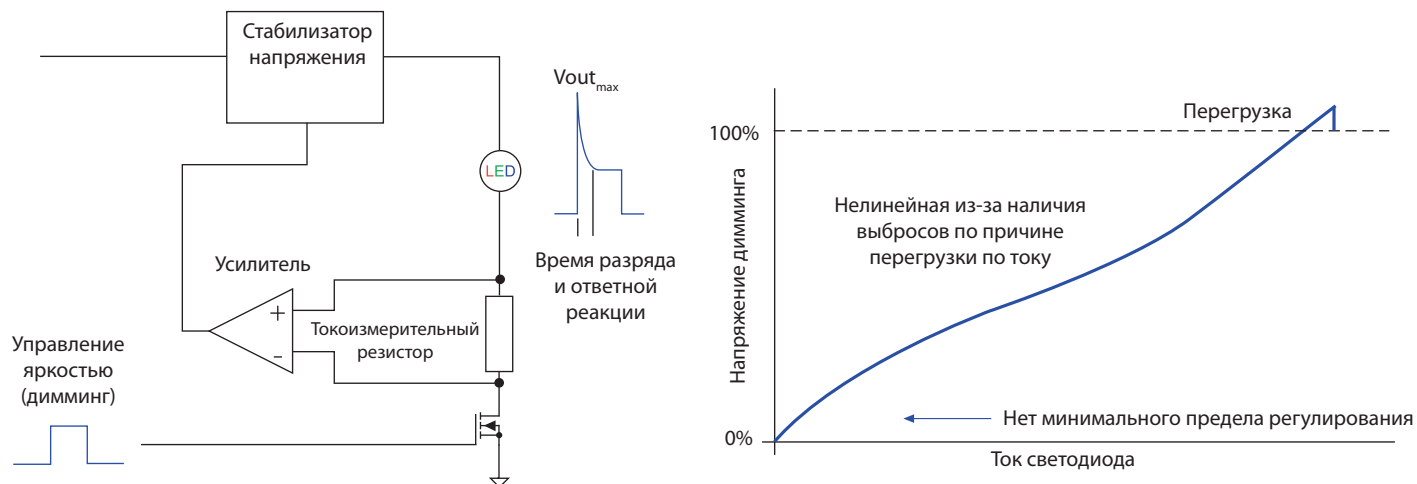 Стабилизатор
напряжения
Vout max
LED
Время разряда
и ответной
реакции
Усилитель
+
-
Токоизмерительный
резистор
Управление
яркостью
(димминг)
Напряжение димминга
100%
0%
Перегрузка
Нелинейная из-за наличия
выбросов по причине
перегрузки по току
Нет минимального предела регулирования
Ток светодиода